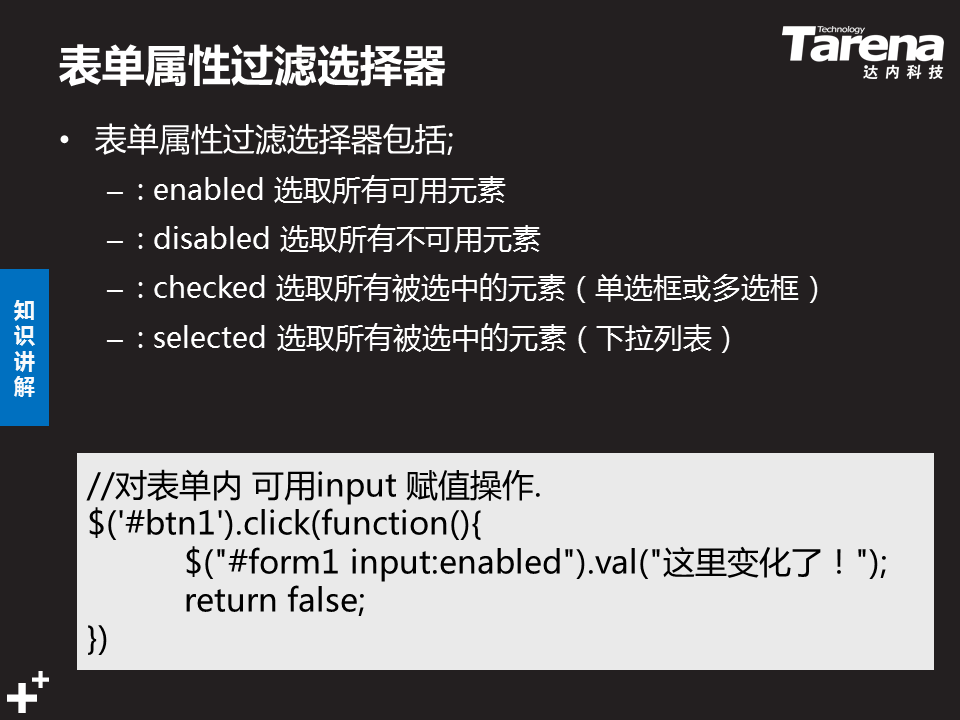 表单属性过滤选择器
Technology
Tarena
达内科技
• 表单属性过滤选择器包括;
– : enabled 选取所有可用元素
– : disabled 选取所有不可用元素
– : checked 选取所有被选中的元素（单选框或多选框）
– : selected 选取所有被选中的元素（下拉列表）
知
识
讲
解
//对表单内 可用input 赋值操作.
$('#btn1').click(function(){
$("#form1 input:enabled").val("这里变化了！");
return false;
})